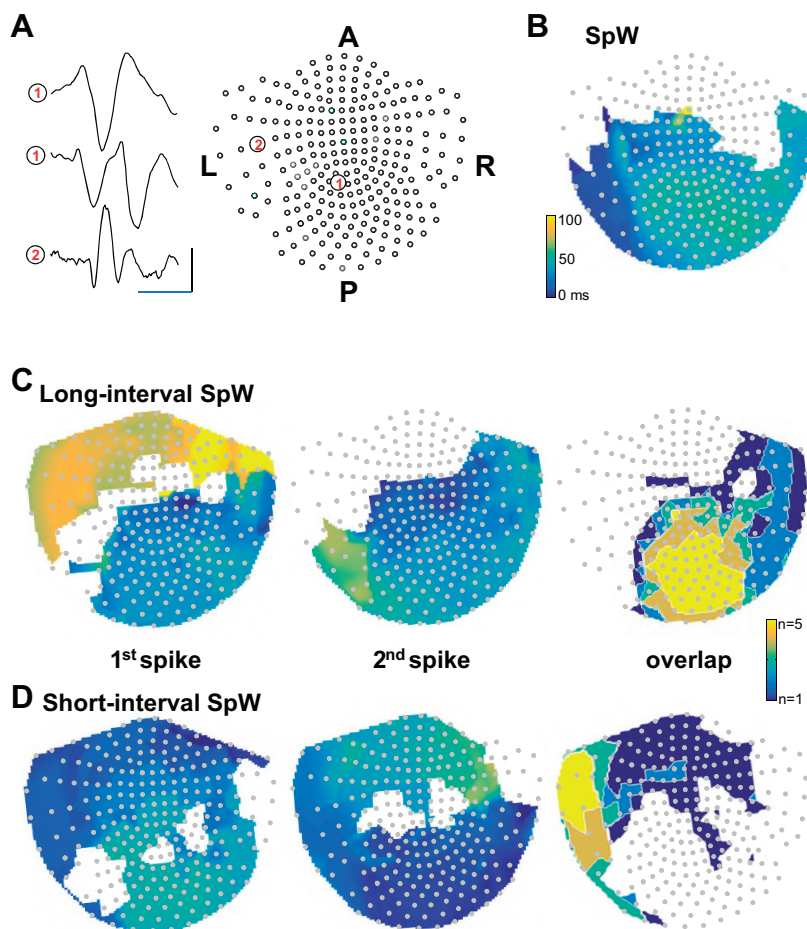 A
B
SpW
A
L
R
P
1
1
2
2
1
100
50
0 ms
C
Long-interval SpW
1st spike
2nd spike
overlap
n=5
n=1
D
Short-interval SpW